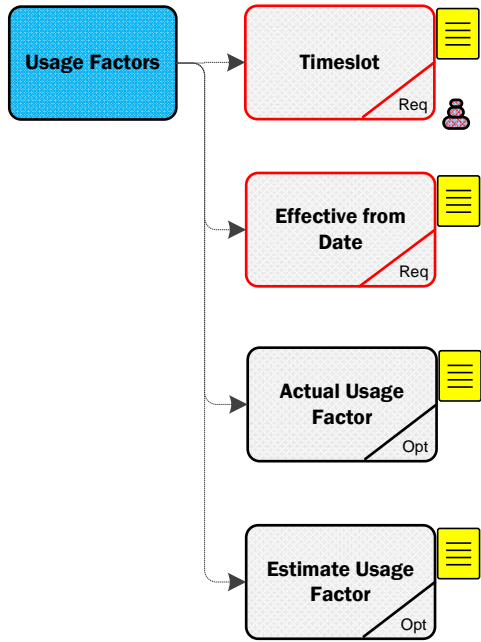 Usage Factors
Timeslot
Req
Effective from
Date
Req
Actual Usage
Factor
Opt
Estimate Usage
Factor
Opt